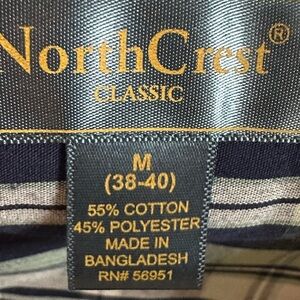 NorthCrest®
CLASSIC
M
(38-40)
55% COTTON
45% POLYESTER
MADE IN
BANGLADESH
RN# 56951